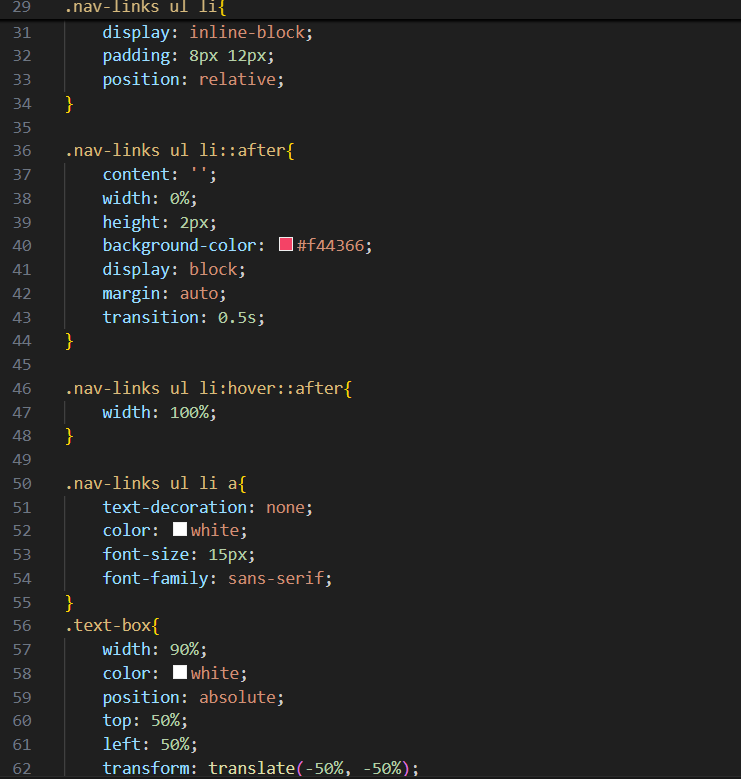 29 .nav-links ul li{
31 display: inline-block;
32 padding: 8px 12px;
33 position: relative;
34 }
35
36 .nav-links ul li::after{
37 content: '';
38 width: 0%;
39 height: 2px;
40 background-color: #f44366;
41 display: block;
42 margin: auto;
43 transition: 0.5s;
44 }
45
46 .nav-links ul li:hover::after{
47 width: 100%;
48 }
49
50 .nav-links ul li a{
51 text-decoration: none;
52 color: white;
53 font-size: 15px;
54 font-family: sans-serif;
55 }
56 .text-box{
57 width: 90%;
58 color: white;
59 position: absolute;
60 top: 50%;
61 left: 50%;
62 transform: translate(-50%, -50%);